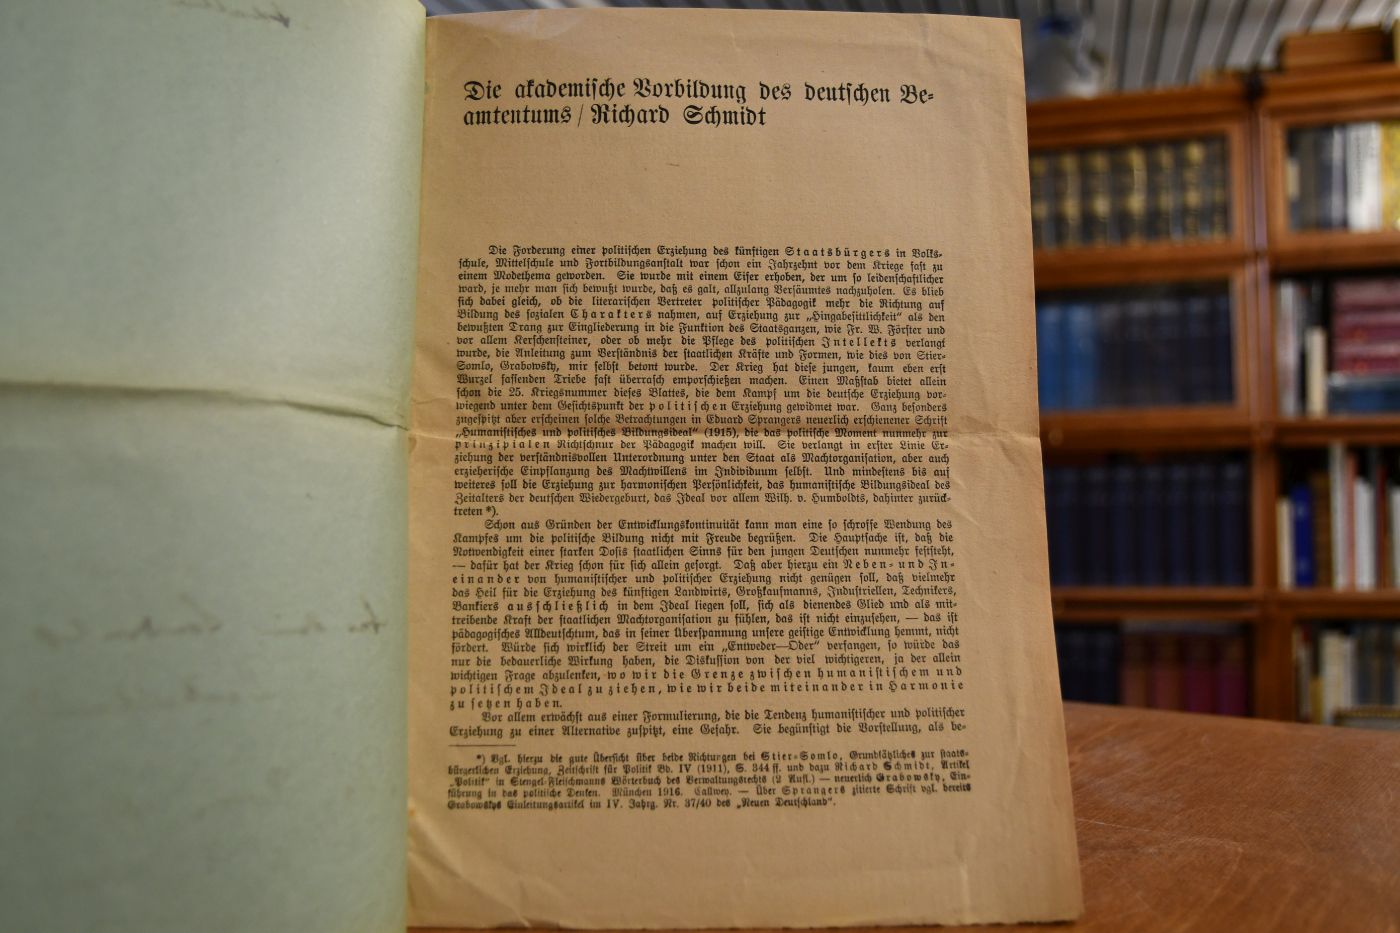 Die akademische Vorbildung des deutschen Be-
amtentums / Richard Schmidt
Die Forderung einer politischen Erziehung des künftigen Staatsbürgers in Volks-
schule, Mittelschule und Fortbildungsanstalt war schon ein Jahrzehnt vor dem Kriege fast zu
einem Modethema geworden. Sie wurde mit einem Eifer erhoben, der um so leidenschaftlicher
ward, je mehr man sich bewußt wurde, daß es galt, allzulang Versäumtes nachzuholen. Es blieb
sich dabei gleich, ob die literarischen Vertreter politischer Pädagogik mehr die Richtung auf
Bildung des sozialen Charakters nahmen, auf Erziehung zur „Hingabesittlichkeit“ als den
bewußten Drang zur Eingliederung in die Funktion des Staatsganzen, wie Fr. W. Förster und
vor allem Kerschensteiner, oder ob mehr die Pflege des politischen Intellekts verlangt
wurde, die Anleitung zum Verständnis der staatlichen Kräfte und Formen, wie dies von Stier-
Somlo, Grabowsky, mir selbst betont wurde. Der Krieg hat diese jungen, kaum eben erst
Wurzel fassenden Triebe fast überrasch emporschießen machen. Einen Maßstab bietet allein
schon die 25. Kriegsnummer dieses Blattes, die dem Kampf um die deutsche Erziehung vor-
wiegend unter dem Gesichtspunkt der politischen Erziehung gewidmet war. Ganz besonders
zugespitzt aber erscheinen solche Betrachtungen in Eduard Sprangers neuerlich erschienener Schrift
„Humanistisches und politisches Bildungsideal“ (1915), die das politische Moment nunmehr zur
prinzipialen Richtschnur der Pädagogik machen will. Sie verlangt in erster Linie Er-
ziehung der verständnisvollen Unterordnung unter den Staat als Machtorganisation, aber auch
erzieherische Einpflanzung des Machtwillens im Individuum selbst. Und mindestens bis auf
weiteres soll die Erziehung zur harmonischen Persönlichkeit, das humanistische Bildungsideal des
Zeitalters der deutschen Wiedergeburt, das Ideal vor allem Wilh. v. Humboldts, dahinter zurück-
treten *).
Schon aus Gründen der Entwicklungskontinuität kann man eine so schroffe Wendung des
Kampfes um die politische Bildung nicht mit Freude begrüßen. Die Hauptsache ist, daß die
Notwendigkeit einer starken Dosis staatlichen Sinns für den jungen Deutschen nunmehr feststeht,
— dafür hat der Krieg schon für sich allein gesorgt. Daß aber hierzu ein Neben- und In-
einander von humanistischer und politischer Erziehung nicht genügen soll, daß vielmehr
das Heil für die Erziehung des künftigen Landwirts, Großkaufmanns, Industriellen, Technikers,
Bankiers ausschließlich in dem Ideal liegen soll, sich als dienendes Glied und als mit-
treibende Kraft der staatlichen Machtorganisation zu fühlen, das ist nicht einzusehen, — das ist
pädagogisches Alldeutschtum, das in seiner Überspannung unsere geistige Entwicklung hemmt, nicht
fördert. Würde sich wirklich der Streit um ein „Entweder—Oder“ verfangen, so würde das
nur die bedauerliche Wirkung haben, die Diskussion von der viel wichtigeren, ja der allein
wichtigen Frage abzulenken, wo wir die Grenze zwischen humanistischem und
politischem Ideal zu ziehen, wie wir beide miteinander in Harmonie
zu setzen haben.
Vor allem erwächst aus einer Formulierung, die die Tendenz humanistischer und politischer
Erziehung zu einer Alternative zuspitzt, eine Gefahr. Sie begünstigt die Vorstellung, als be-
*) Vgl. hierzu die gute Übersicht über beide Richtungen bei Stier-Somlo, Grundsätzliches zur staats-
bürgerlichen Erziehung, Zeitschrift für Politik Bd. IV (1911), S. 344 ff. und dazu Richard Schmidt, Artikel
„Politik“ in Stengel-Fleischmanns Wörterbuch des Verwaltungsrechts (2 Aufl.) — neuerlich Grabowsky, Ein-
führung in das politische Denken. München 1916. Callwey. — Über Sprangers zitierte Schrift vgl. bereits
Grabowskys Einleitungsartikel im IV. Jahrg. Nr. 37/40 des „Neuen Deutschland“.